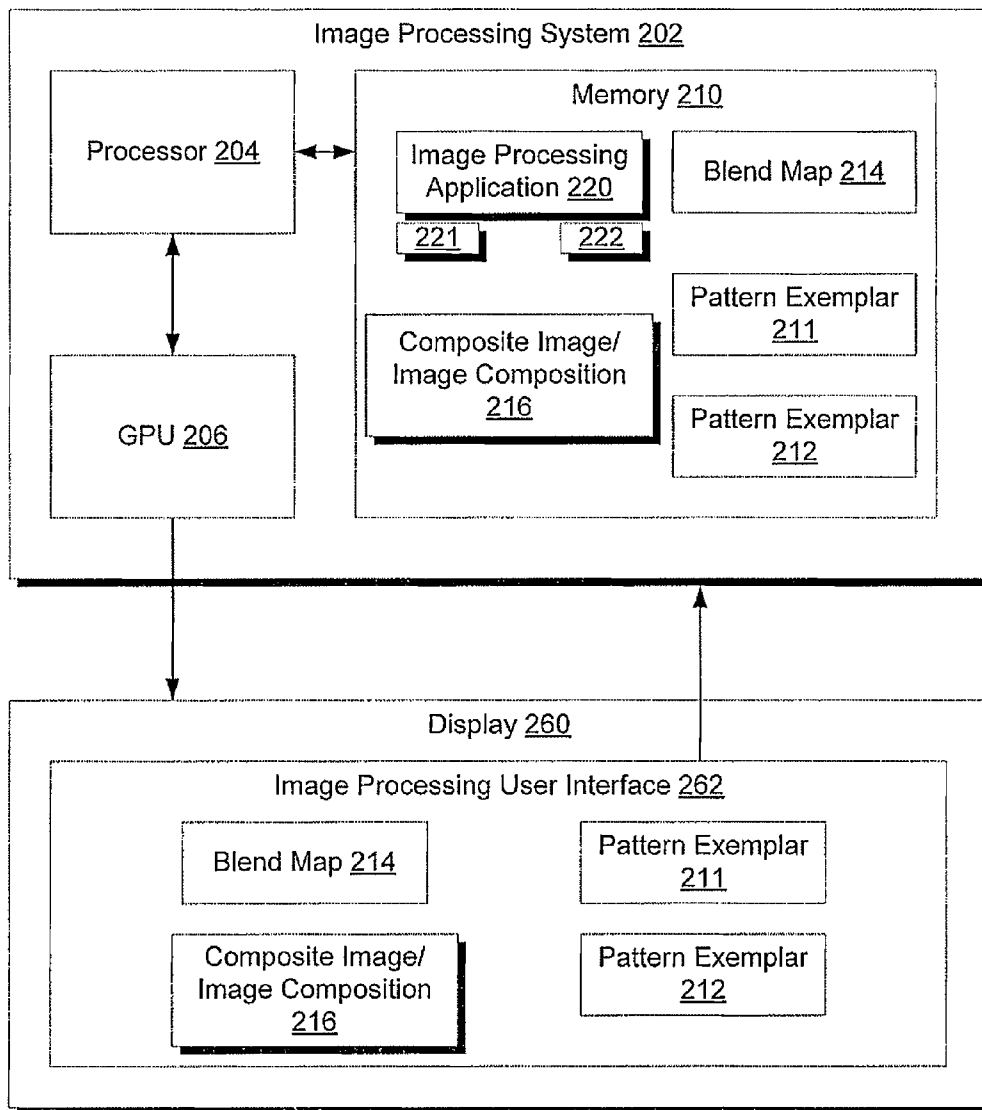 Image Processing System 202
Processor 204
Memory 210
Image Processing
Application 220
221
222
Blend Map 214
Composite Image/
Image Composition
216
Pattern Exemplar
211
Pattern Exemplar
212
GPU 206
Display 260
Image Processing User Interface 262
Blend Map 214
Pattern Exemplar
211
Composite Image/
Image Composition
216
Pattern Exemplar
212